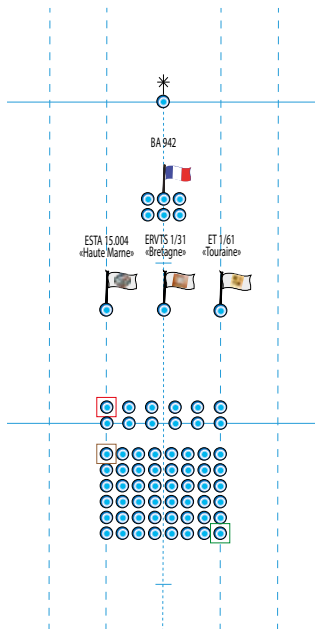 BA 942
ESTA 15.004 ERVTS 1/31 ET 1/61
«Haute Marne» «Bretagne» «Touraine»